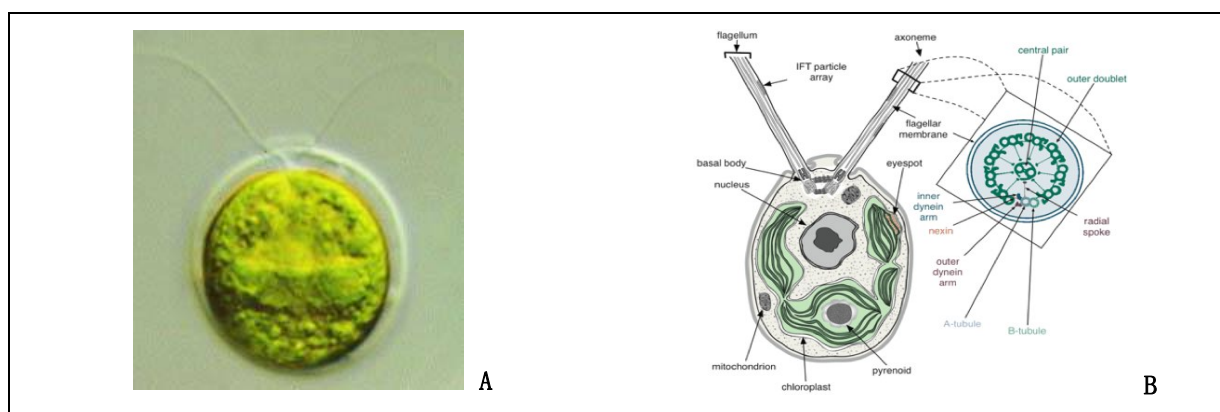 flagellum
IFT particle
array
axoneme
central pair
outer doublet
flagellar
membrane
basal body
nucleus
eyespot
inner
dynein
arm
nexin
outer
dynein
arm
radial
spoke
A-tubule
B-tubule
mitochondrion
chloroplast
pyrenoid
A
B